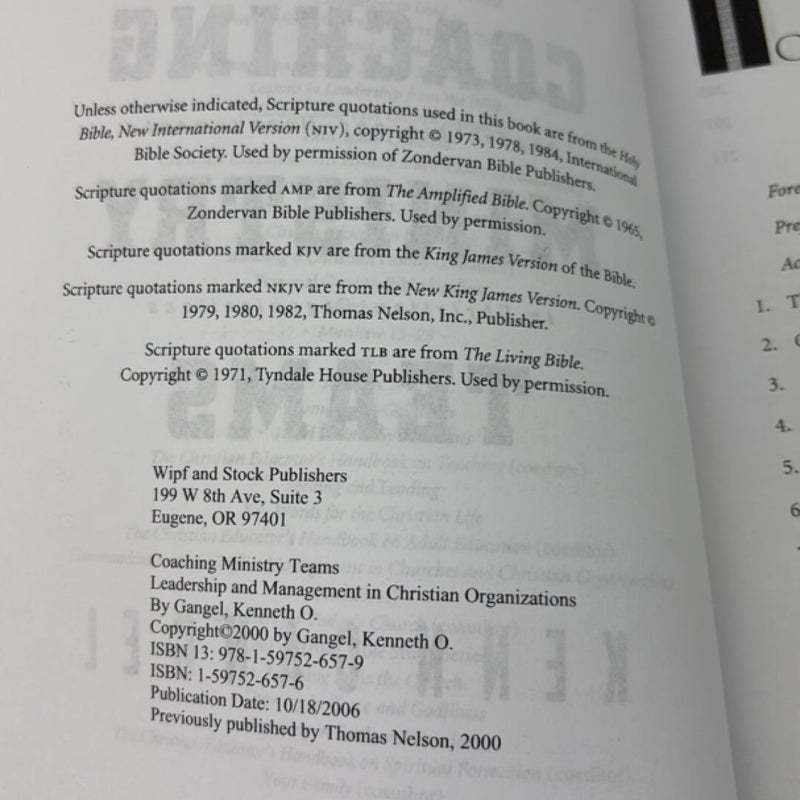 Unless otherwise indicated, Scripture quotations used in this book are from the Holy
Bible, New International Version (NIV), copyright © 1973, 1978, 1984, International
Bible Society. Used by permission of Zondervan Bible Publishers.
Scripture quotations marked AMP are from The Amplified Bible. Copyright © 1965,
Zondervan Bible Publishers. Used by permission.
Scripture quotations marked KJV are from the King James Version of the Bible.
Scripture quotations marked NKJV are from the New King James Version. Copyright ©
1979, 1980, 1982, Thomas Nelson, Inc., Publisher.
Scripture quotations marked TLB are from The Living Bible.
Copyright © 1971, Tyndale House Publishers. Used by permission.
Wipf and Stock Publishers
199 W 8th Ave, Suite 3
Eugene, OR 97401
Coaching Ministry Teams
Leadership and Management in Christian Organizations
By Gangel, Kenneth O.
Copyright©2000 by Gangel, Kenneth O.
ISBN 13: 978-1-59752-657-9
ISBN: 1-59752-657-6
Publication Date: 10/18/2006
Previously published by Thomas Nelson, 2000
1.
2.
3.
4.
5.